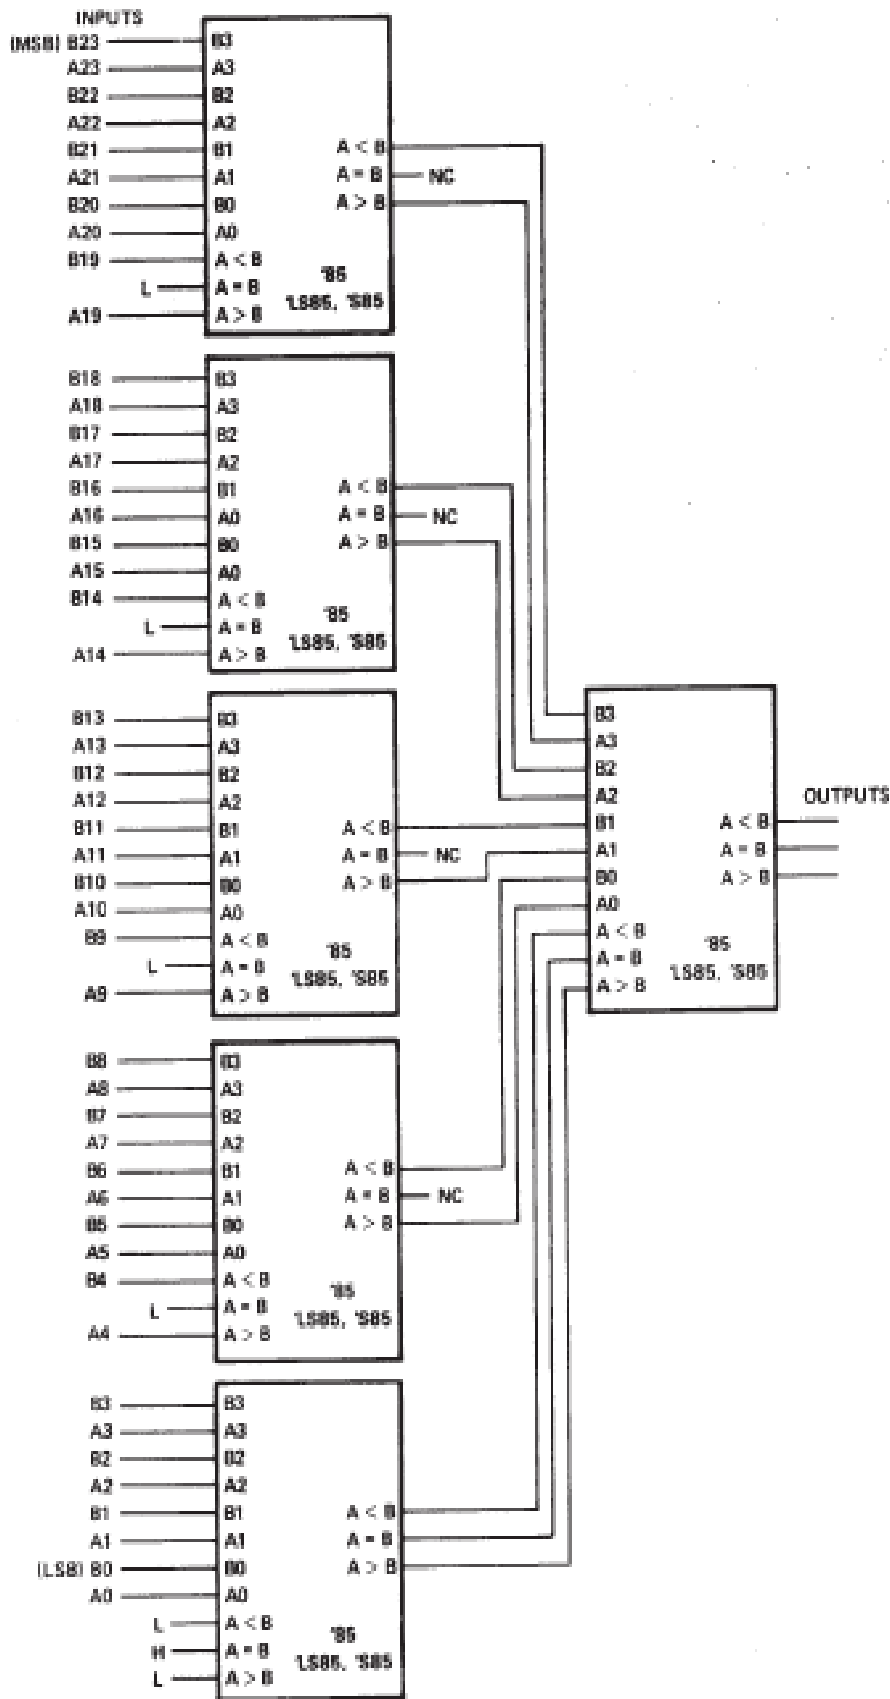 INPUTS
(MSB) B23 B3
A23 A3
B22 B2
A22 A2
B21 B1 A < B
A21 A1 A = B NC
B20 B0 A > B
A20 A0
B19 A < B
L A = B '85
A19 A > B 'LS85, 'S85
B18 B3
A18 A3
B17 B2
A17 A2
B16 B1 A < B
A16 A0 A = B NC
B15 B0 A > B
A15 A0
B14 A < B
L A = B '85
A14 A > B 'LS85, 'S85
B13 B3
A13 A3
B12 B2
A12 A2
B11 B1 A < B
A11 A1 A = B NC
B10 B0 A > B
A10 A0
B9 A < B
L A = B '85
A9 A > B 'LS85, 'S85
B8 B3
A8 A3
B7 B2
A7 A2
B6 B1 A < B
A6 A1 A = B NC
B5 B0 A > B
A5 A0
B4 A < B
L A = B '85
A4 A > B 'LS85, 'S85
B3 B3
A3 A3
B2 B2
A2 A2
B1 B1 A < B
A1 A1 A = B
(LSB) B0 B0 A > B
A0 A0
L A < B
H A = B '85
L A > B 'LS85, 'S85
B3
A3
B2
A2 OUTPUTS
B1 A < B
A1 A = B
B0 A > B
A0
A < B '85
A = B 'LS85, 'S85
A > B